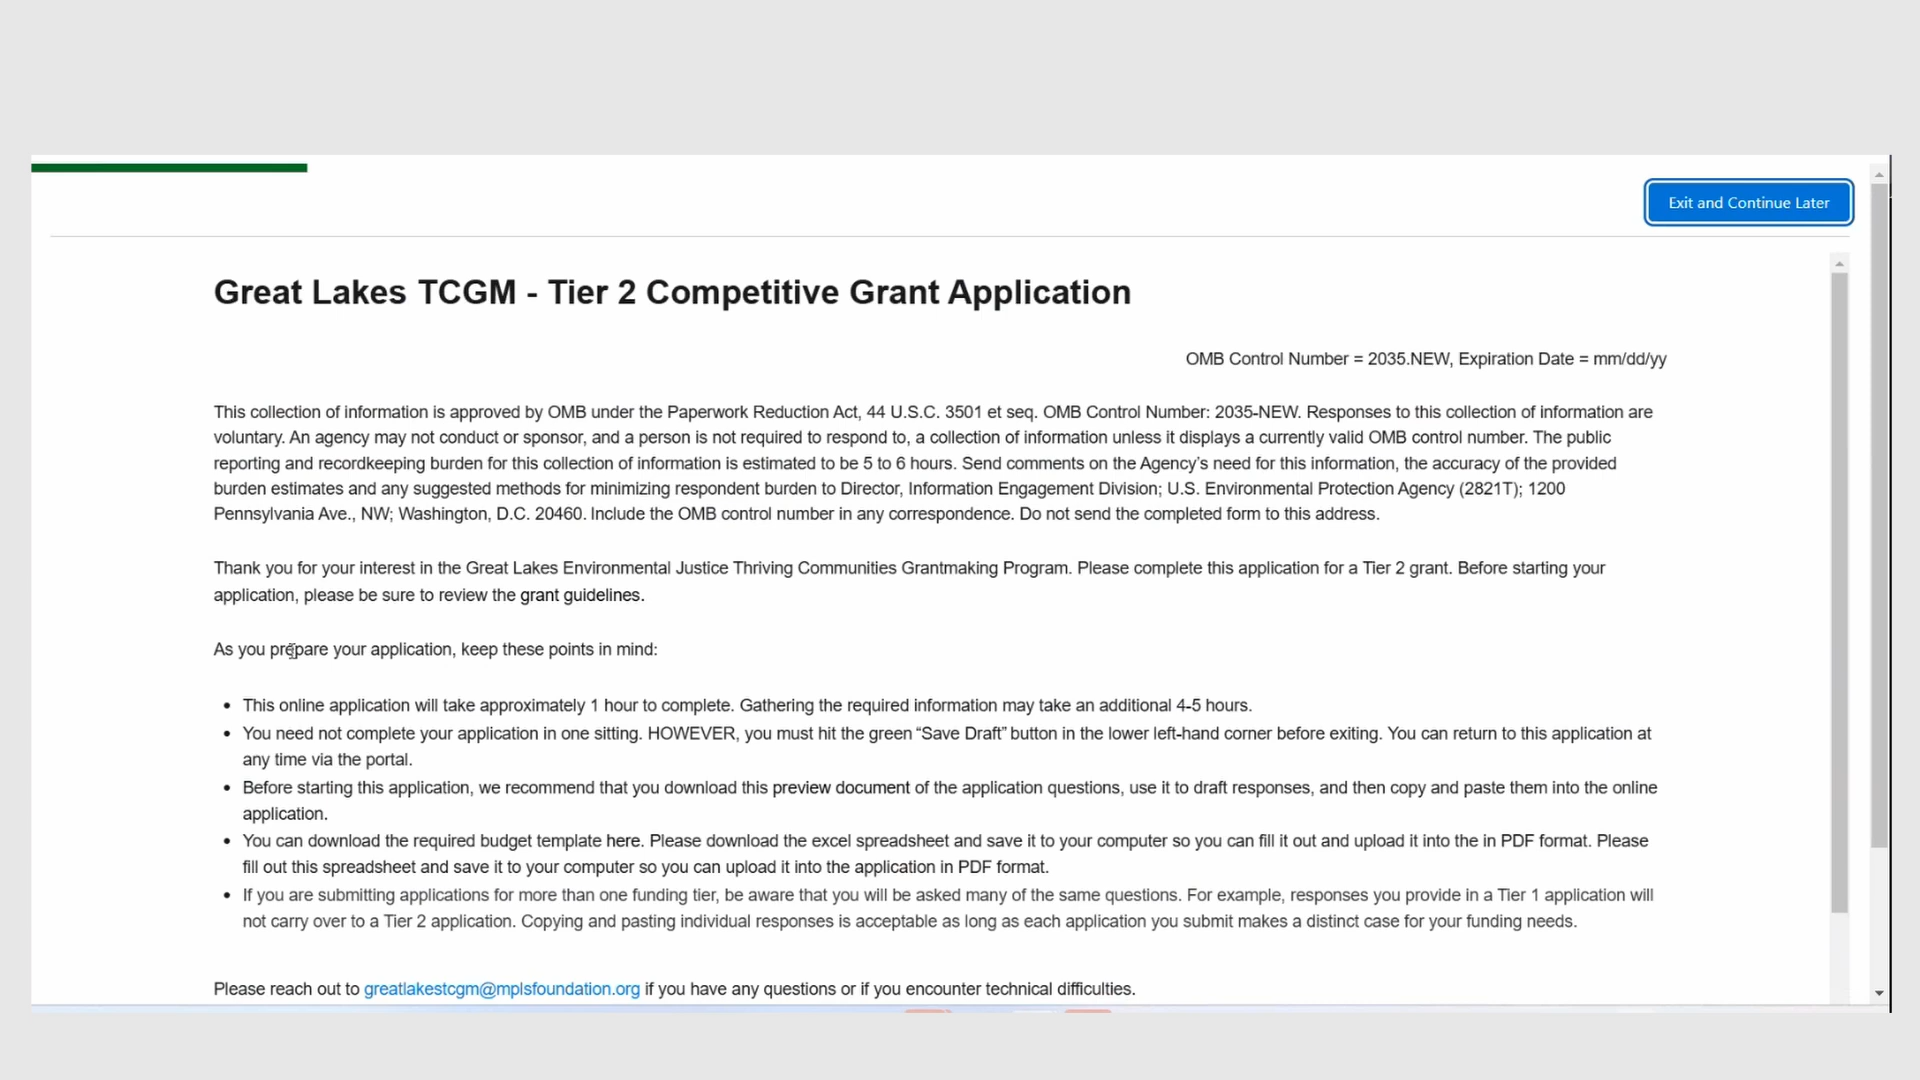 Exit and Continue Later
Great Lakes TCGM - Tier 2 Competitive Grant Application
OMB Control Number = 2035.NEW, Expiration Date = mm/dd/yy
This collection of information is approved by OMB under the Paperwork Reduction Act, 44 U.S.C. 3501 et seq. OMB Control Number: 2035-NEW. Responses to this collection of information are
voluntary. An agency may not conduct or sponsor, and a person is not required to respond to, a collection of information unless it displays a currently valid OMB control number. The public
reporting and recordkeeping burden for this collection of information is estimated to be 5 to 6 hours. Send comments on the Agency’s need for this information, the accuracy of the provided
burden estimates and any suggested methods for minimizing respondent burden to Director, Information Engagement Division; U.S. Environmental Protection Agency (2821T); 1200
Pennsylvania Ave., NW; Washington, D.C. 20460. Include the OMB control number in any correspondence. Do not send the completed form to this address.
Thank you for your interest in the Great Lakes Environmental Justice Thriving Communities Grantmaking Program. Please complete this application for a Tier 2 grant. Before starting your
application, please be sure to review the grant guidelines.
As you prepare your application, keep these points in mind:
• This online application will take approximately 1 hour to complete. Gathering the required information may take an additional 4-5 hours.
• You need not complete your application in one sitting. HOWEVER, you must hit the green “Save Draft” button in the lower left-hand corner before exiting. You can return to this application at
any time via the portal.
• Before starting this application, we recommend that you download this preview document of the application questions, use it to draft responses, and then copy and paste them into the online
application.
• You can download the required budget template here. Please download the excel spreadsheet and save it to your computer so you can fill it out and upload it into the in PDF format. Please
fill out this spreadsheet and save it to your computer so you can upload it into the application in PDF format.
• If you are submitting applications for more than one funding tier, be aware that you will be asked many of the same questions. For example, responses you provide in a Tier 1 application will
not carry over to a Tier 2 application. Copying and pasting individual responses is acceptable as long as each application you submit makes a distinct case for your funding needs.
Please reach out to greatlakestcgm@mplsfoundation.org if you have any questions or if you encounter technical difficulties.